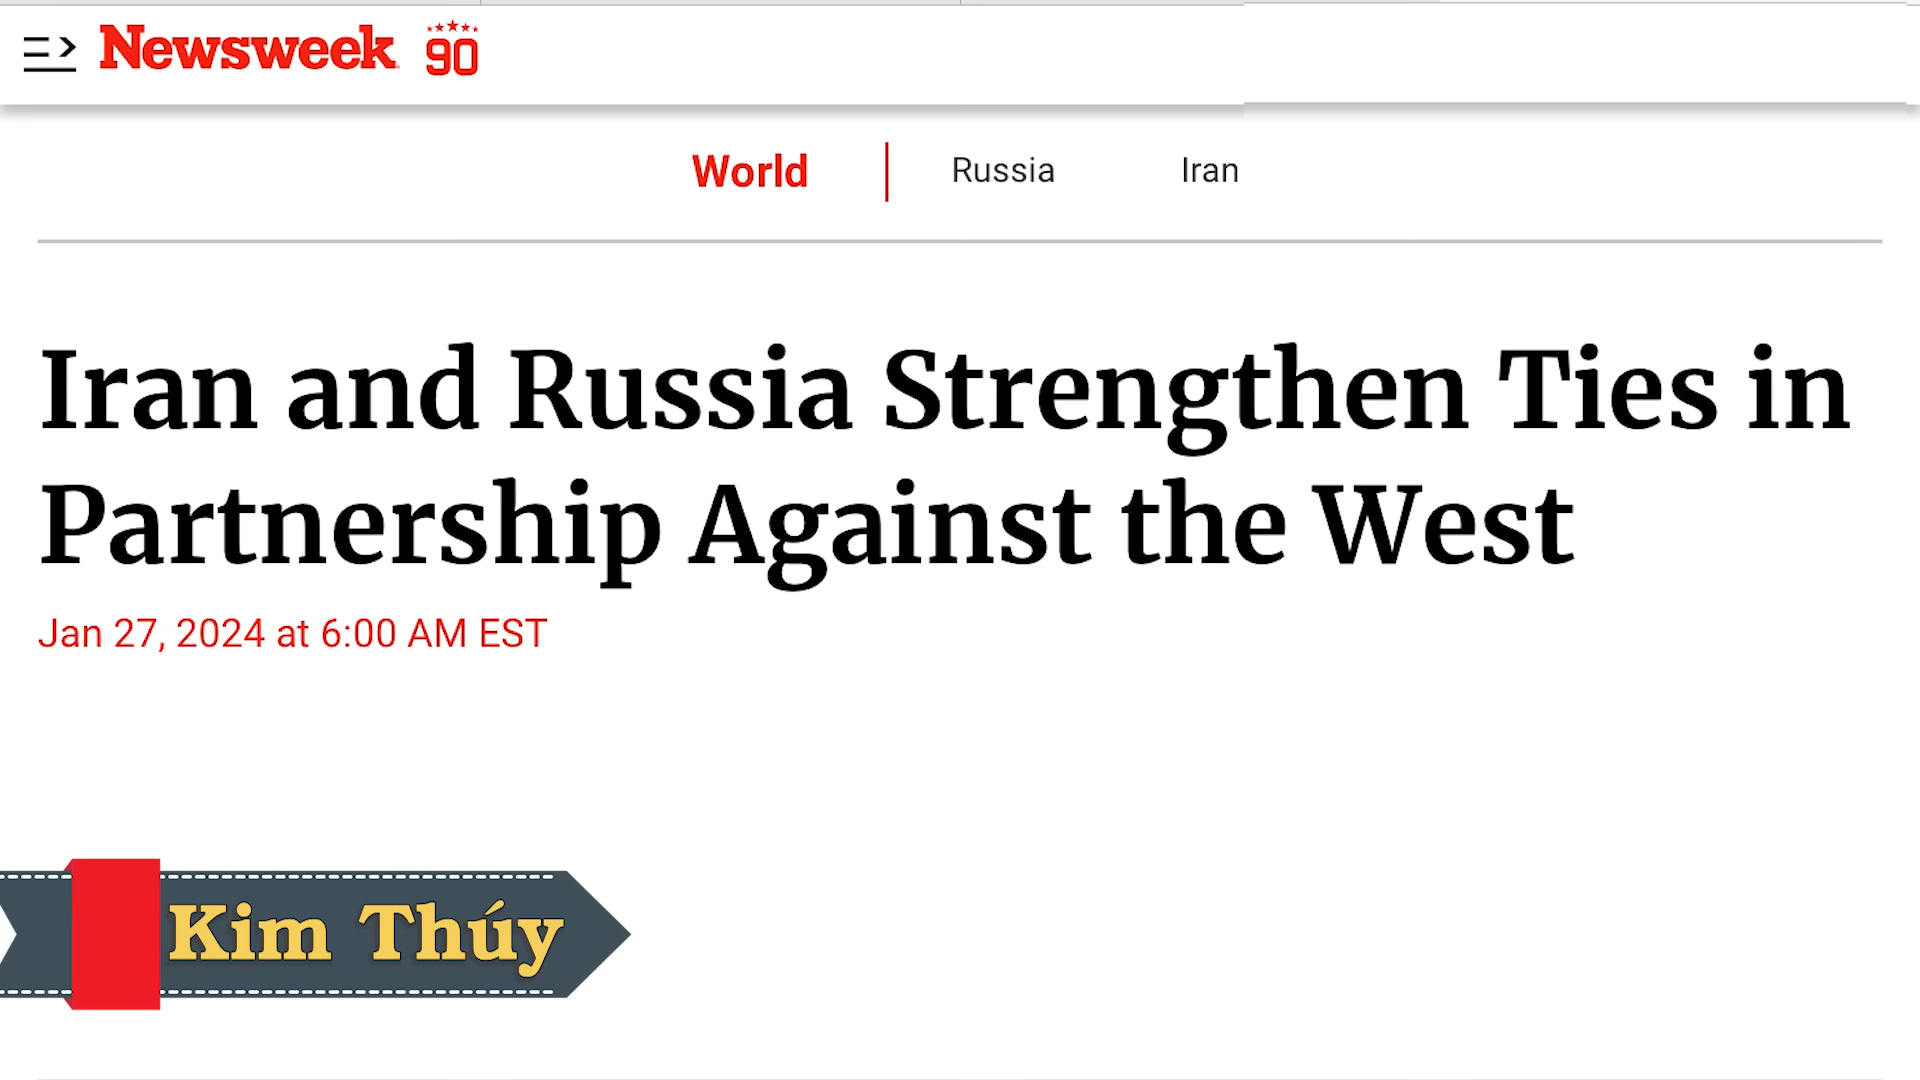 Newsweek 90
World Russia Iran
Iran and Russia Strengthen Ties in
Partnership Against the West
Jan 27, 2024 at 6:00 AM EST
Kim Thúy